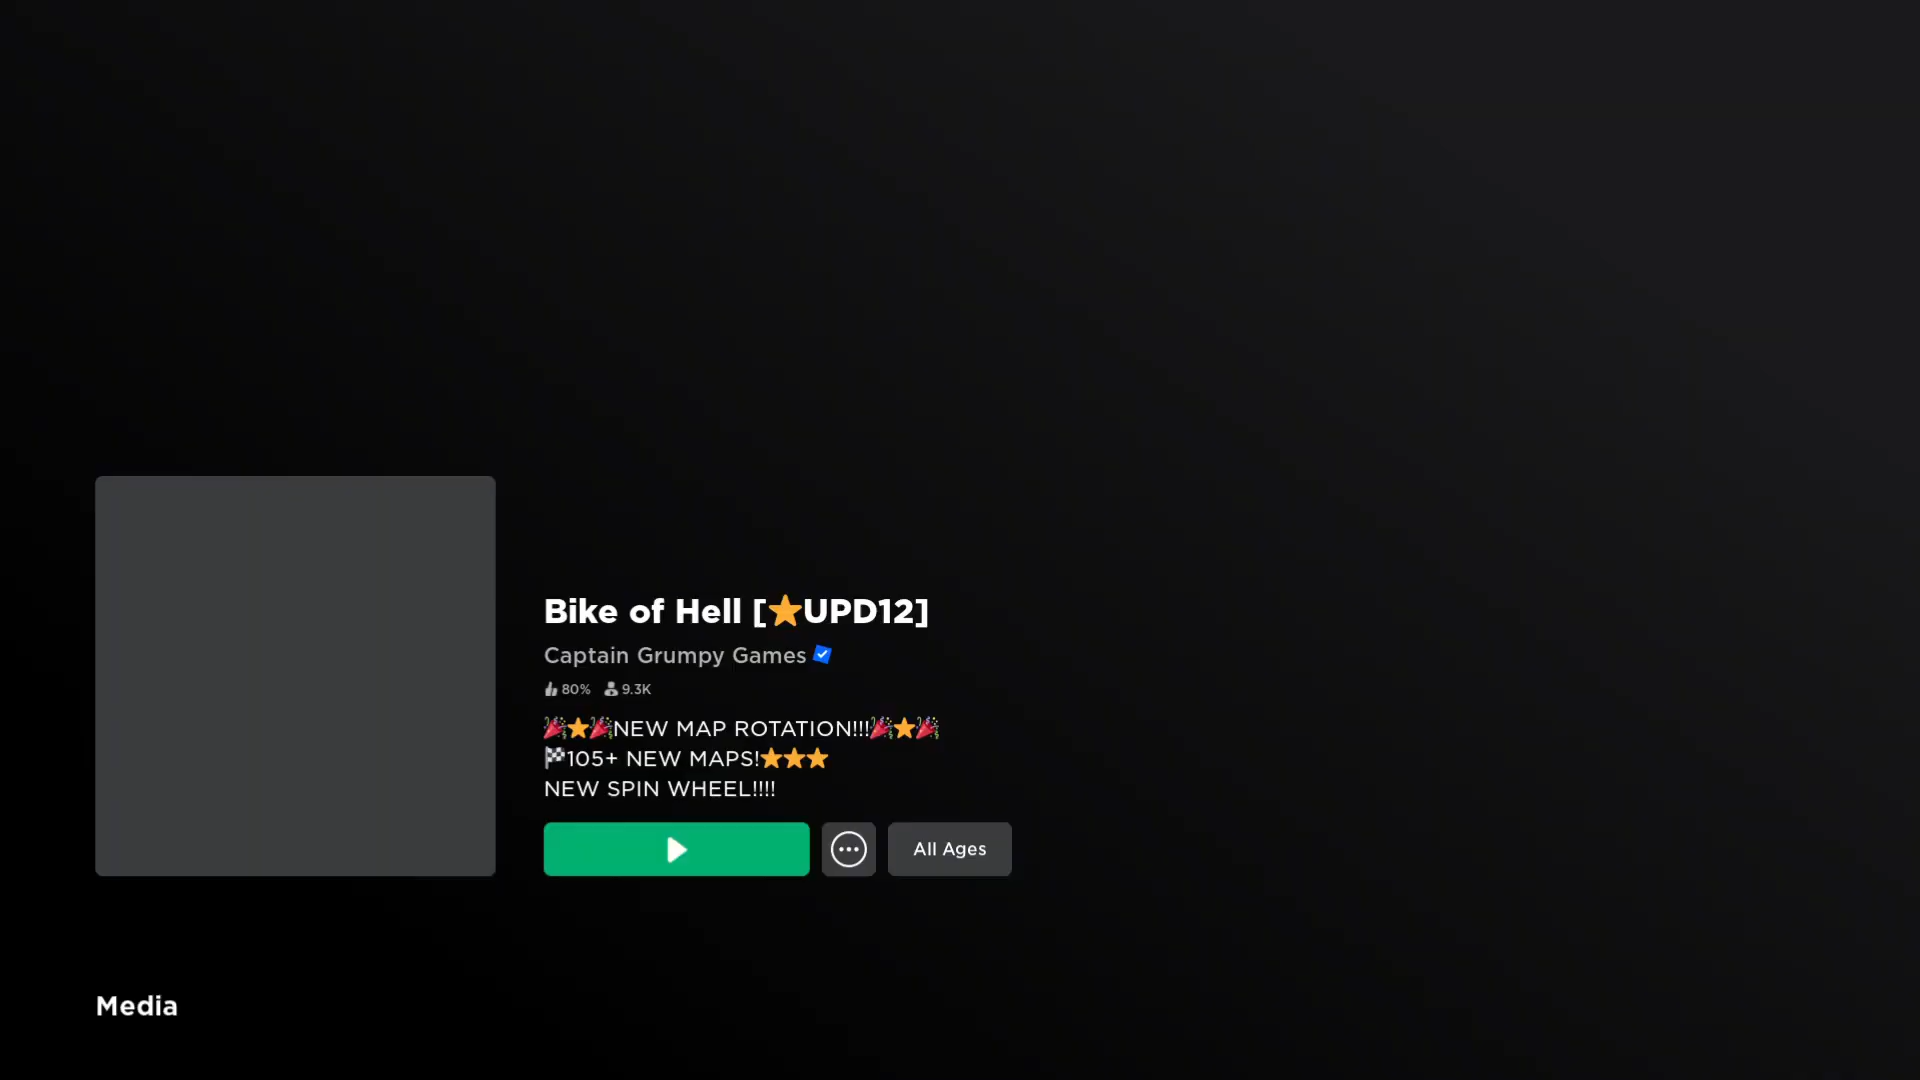 Bike of Hell [⭐UPD12]
Captain Grumpy Games
80% 9.3K
🎉⭐🎉NEW MAP ROTATION!!!🎉⭐🎉
🏁105+ NEW MAPS!⭐⭐⭐
NEW SPIN WHEEL!!!!
All Ages
Media